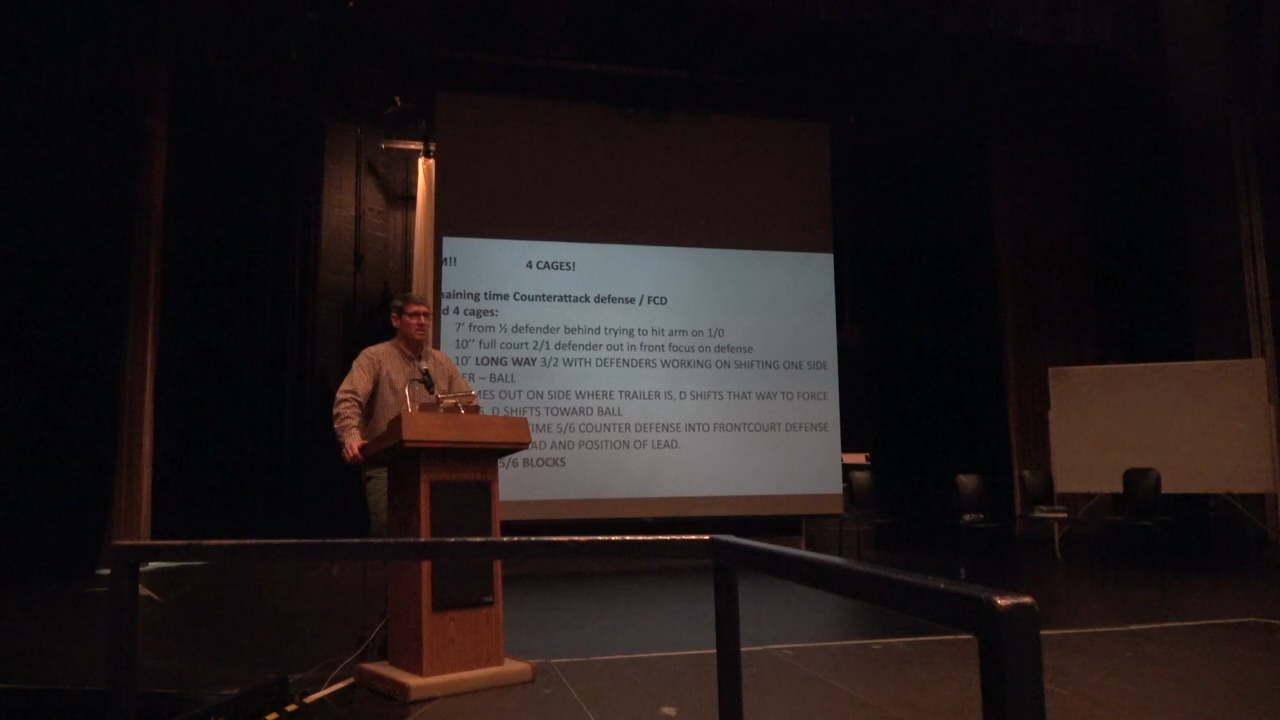 M!! 4 CAGES!
aining time Counterattack defense / FCD
d 4 cages:
7' from ½ defender behind trying to hit arm on 1/0
10'' full court 2/1 defender out in front focus on defense
10' LONG WAY 3/2 WITH DEFENDERS WORKING ON SHIFTING ONE SIDE
ER – BALL
MES OUT ON SIDE WHERE TRAILER IS, D SHIFTS THAT WAY TO FORCE
S, D SHIFTS TOWARD BALL
TIME 5/6 COUNTER DEFENSE INTO FRONTCOURT DEFENSE
AD AND POSITION OF LEAD.
5/6 BLOCKS